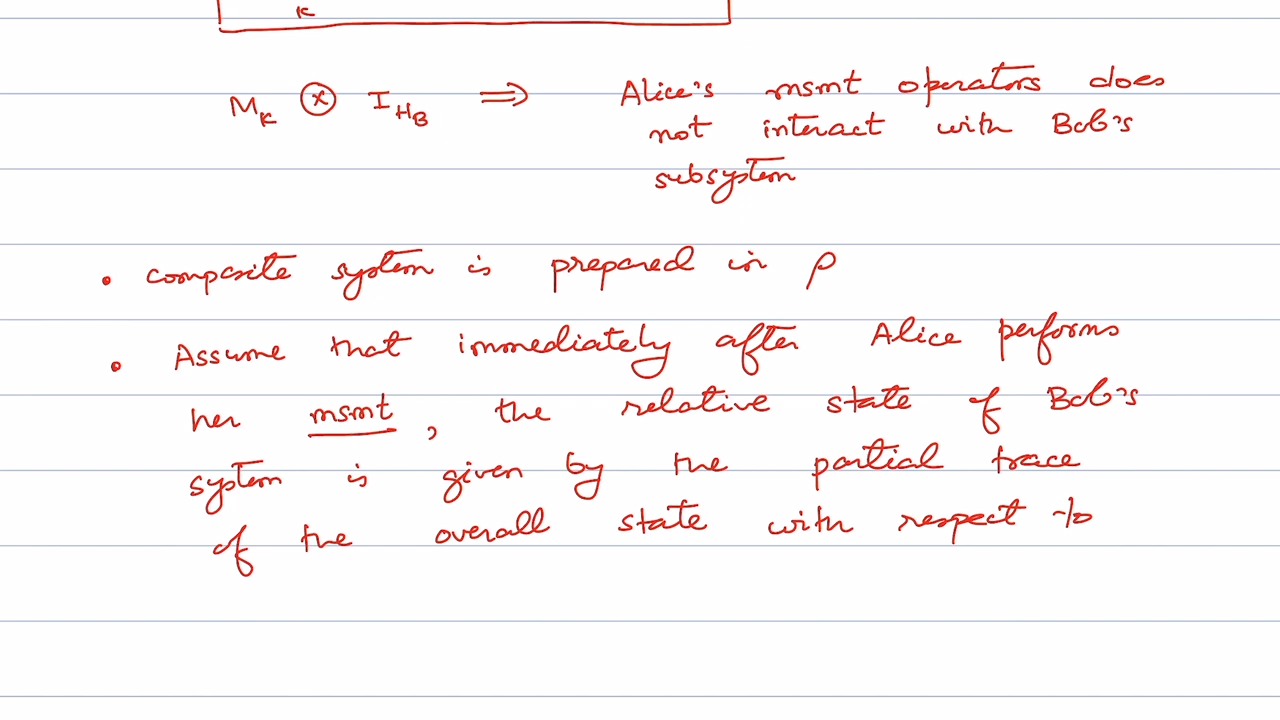 K
M_K ⊗ I_{H_B} ⟹ Alice's msmt operators does
not interact with Bob's
subsystem
• composite system is prepared in ρ
• Assume that immediately after Alice performs
her msmt, the relative state of Bob's
system is given by the partial trace
of the overall state with respect to